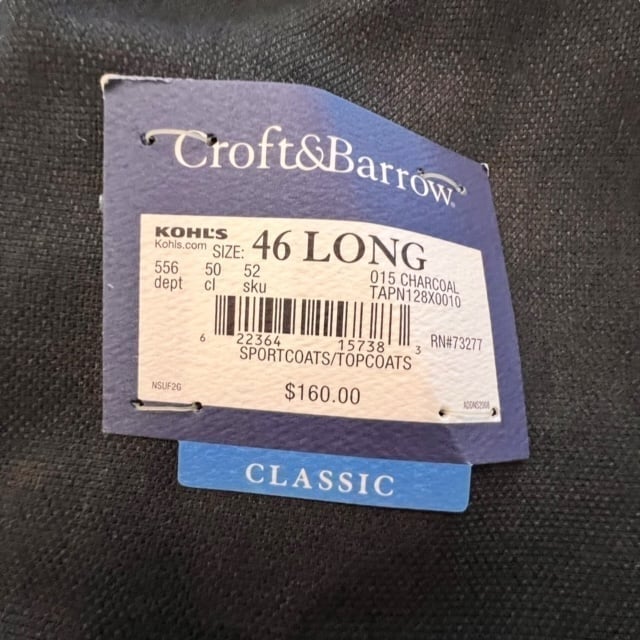 Croft&Barrow®
KOHL'S
Kohls.com SIZE: 46 LONG
556 50 52 015 CHARCOAL
dept cl sku TAPN128X0010
6 22364 15738 3 RN#73277
SPORTCOATS/TOPCOATS
NSUF2G $160.00
CLASSIC